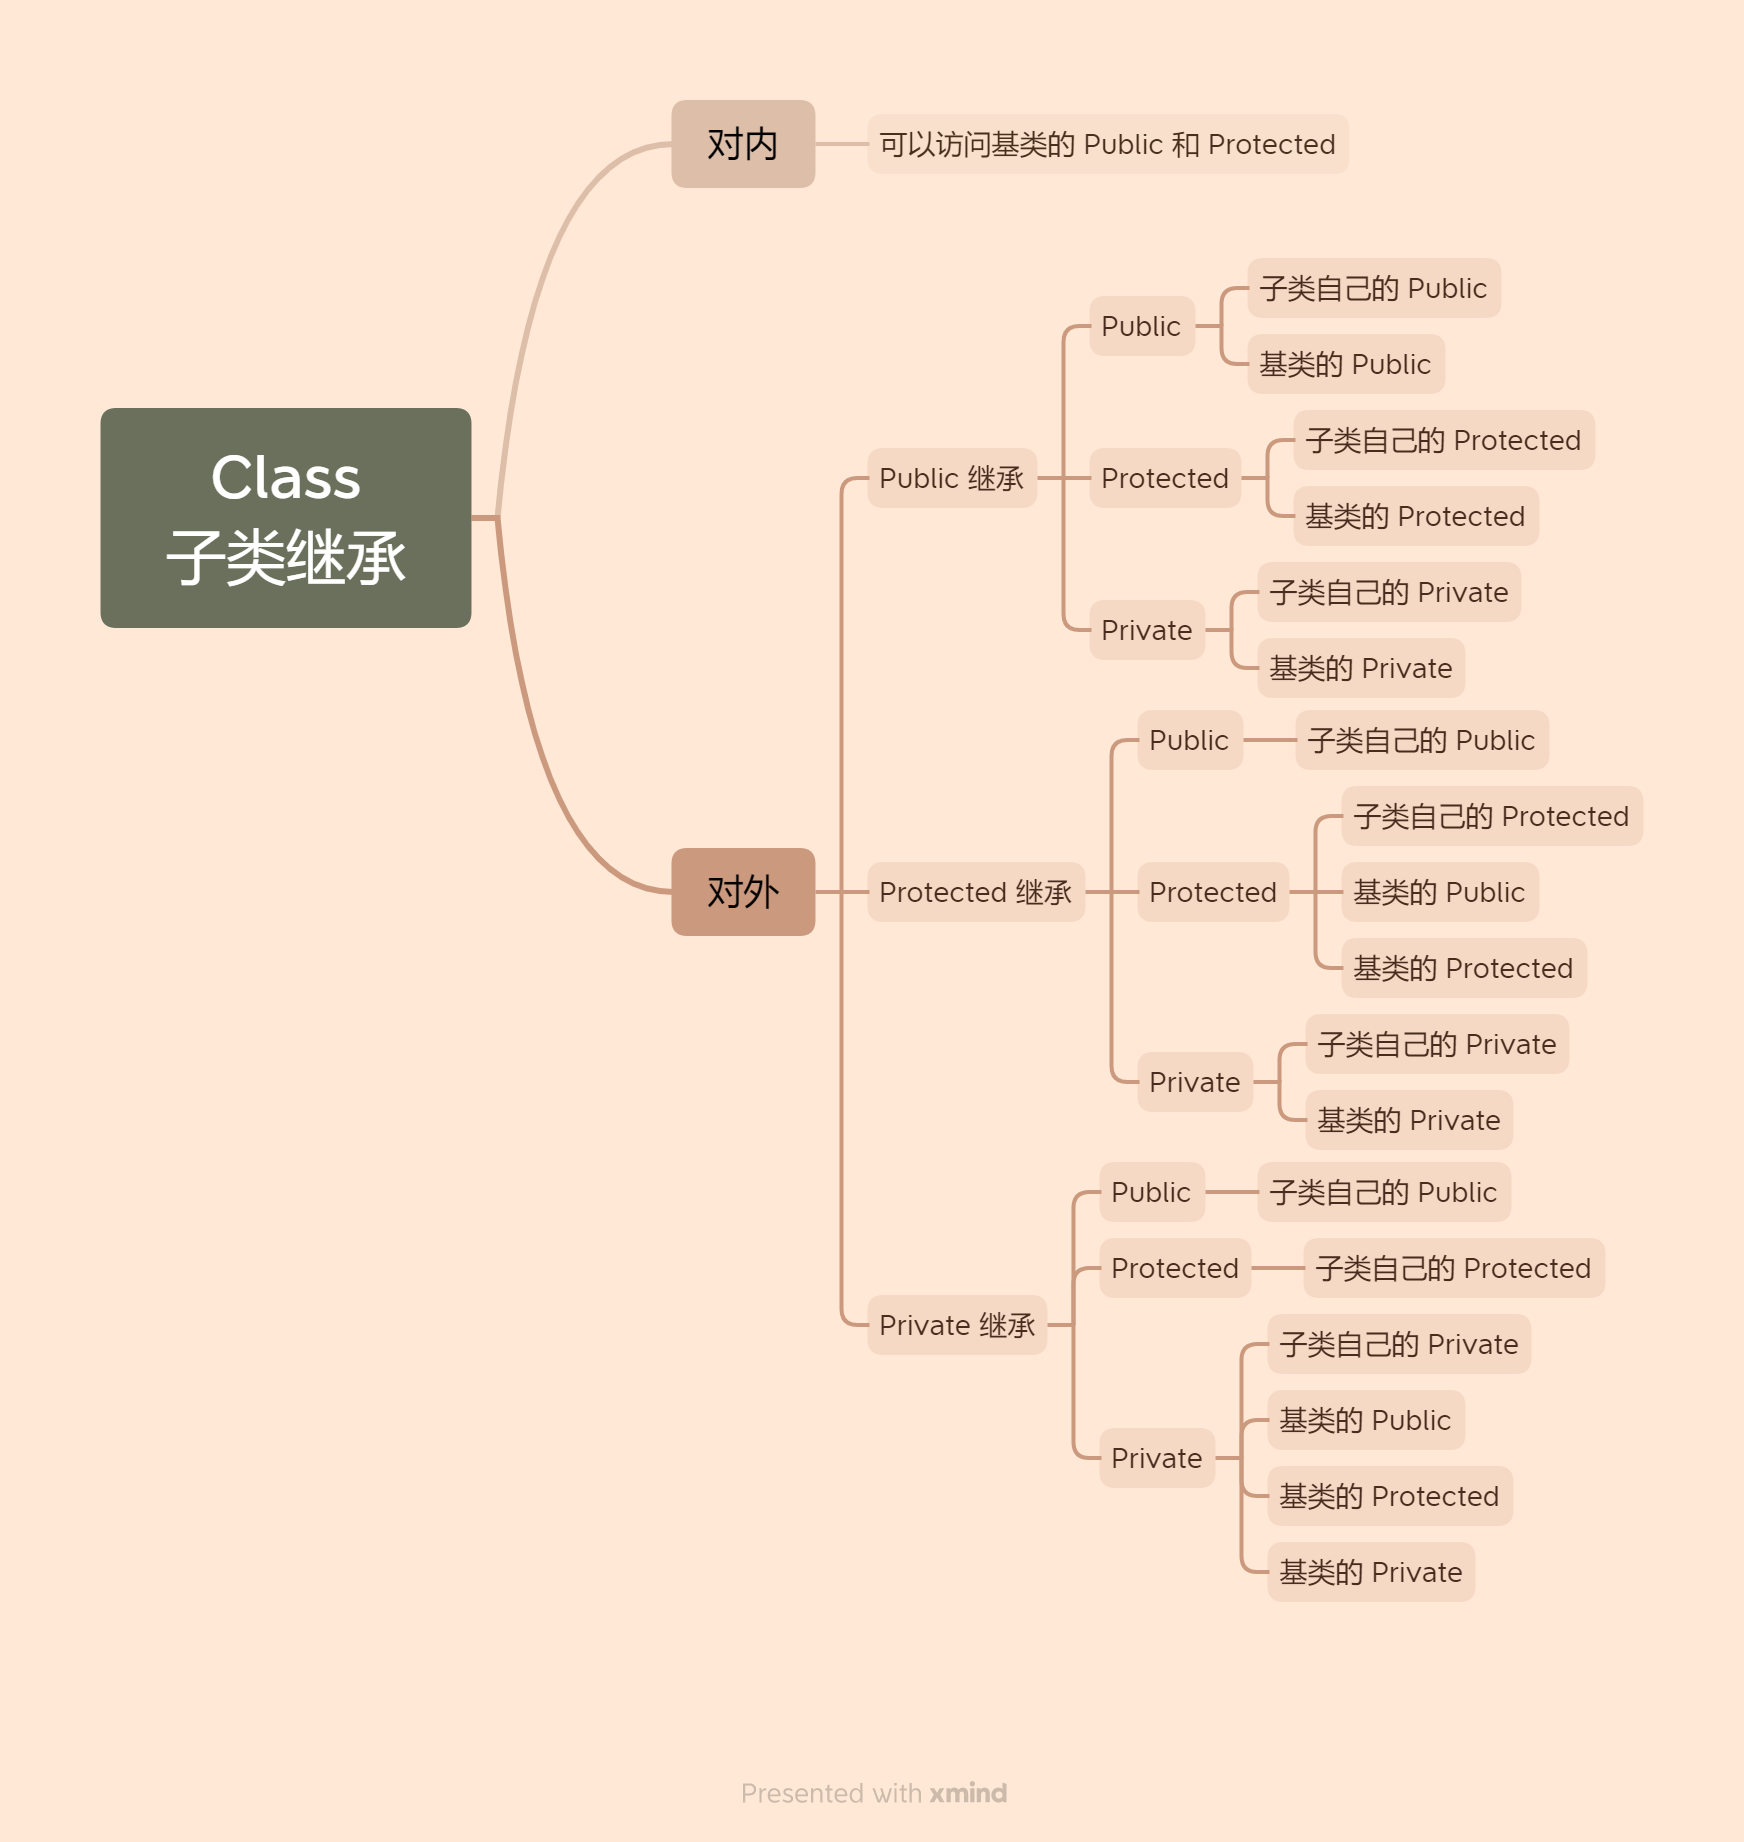 Class
子类继承
对内
可以访问基类的 Public 和 Protected
对外
Public 继承
Public
子类自己的 Public
基类的 Public
Protected
子类自己的 Protected
基类的 Protected
Private
子类自己的 Private
基类的 Private
Protected 继承
Public
子类自己的 Public
Protected
子类自己的 Protected
基类的 Public
基类的 Protected
Private
子类自己的 Private
基类的 Private
Private 继承
Public
子类自己的 Public
Protected
子类自己的 Protected
Private
子类自己的 Private
基类的 Public
基类的 Protected
基类的 Private
Presented with xmind